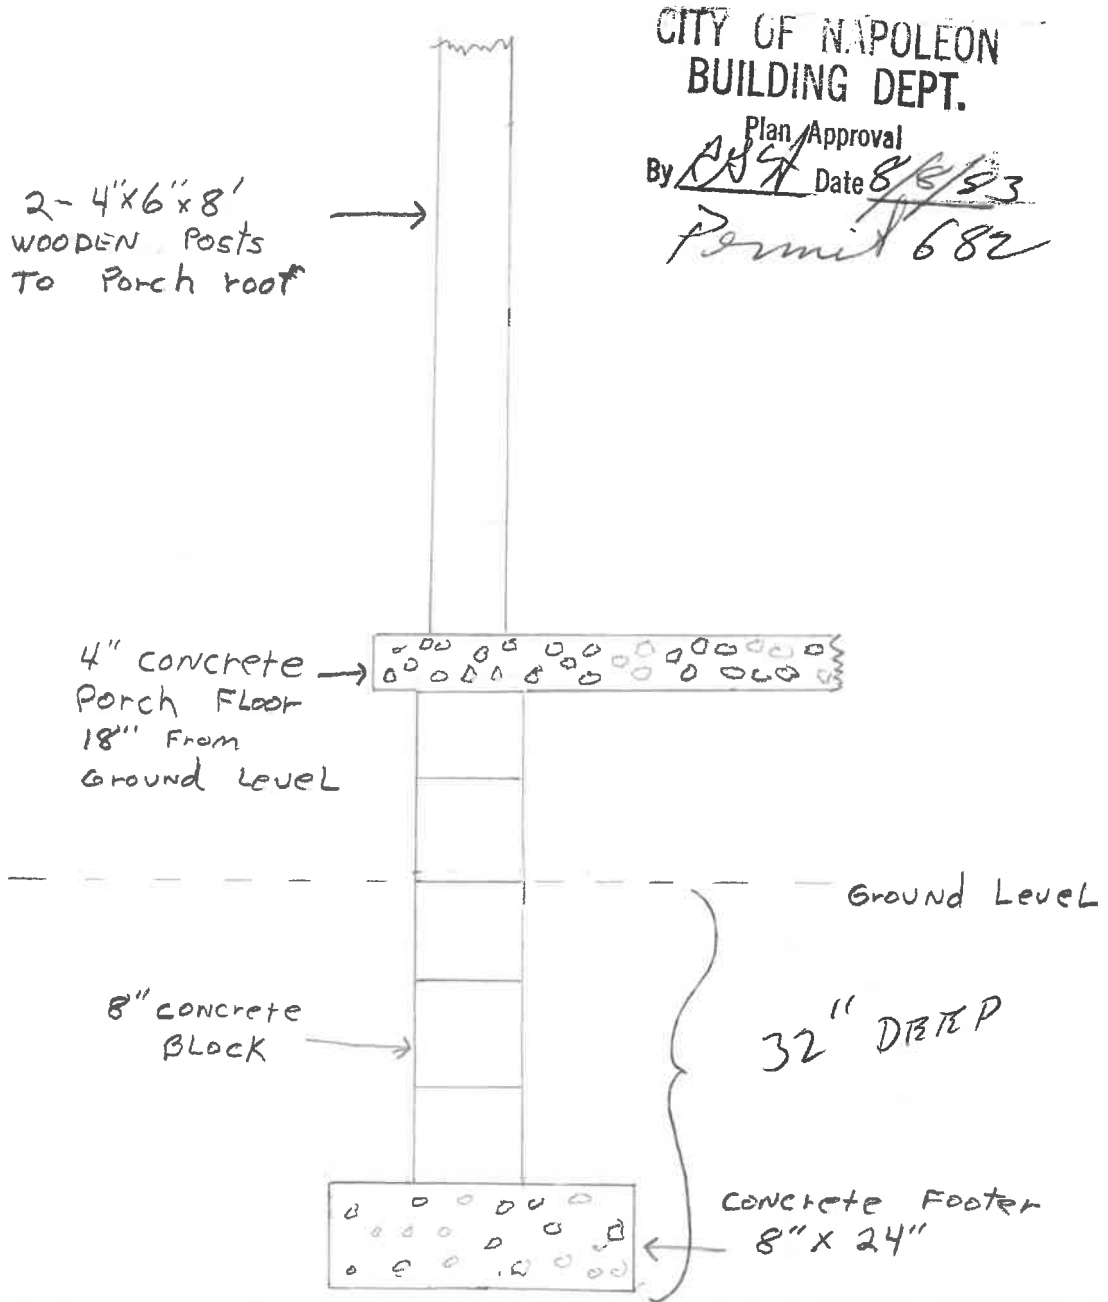 CITY OF NAPOLEON
BUILDING DEPT.
Plan Approval
By Date 8/8/83
Permit 682
2- 4"x6"x8'
WOODEN Posts
To Porch roof
4" concrete
Porch Floor
18" From
Ground Level
Ground Level
8" concrete
Block
32" DEEP
Concrete Footer
8" x 24"